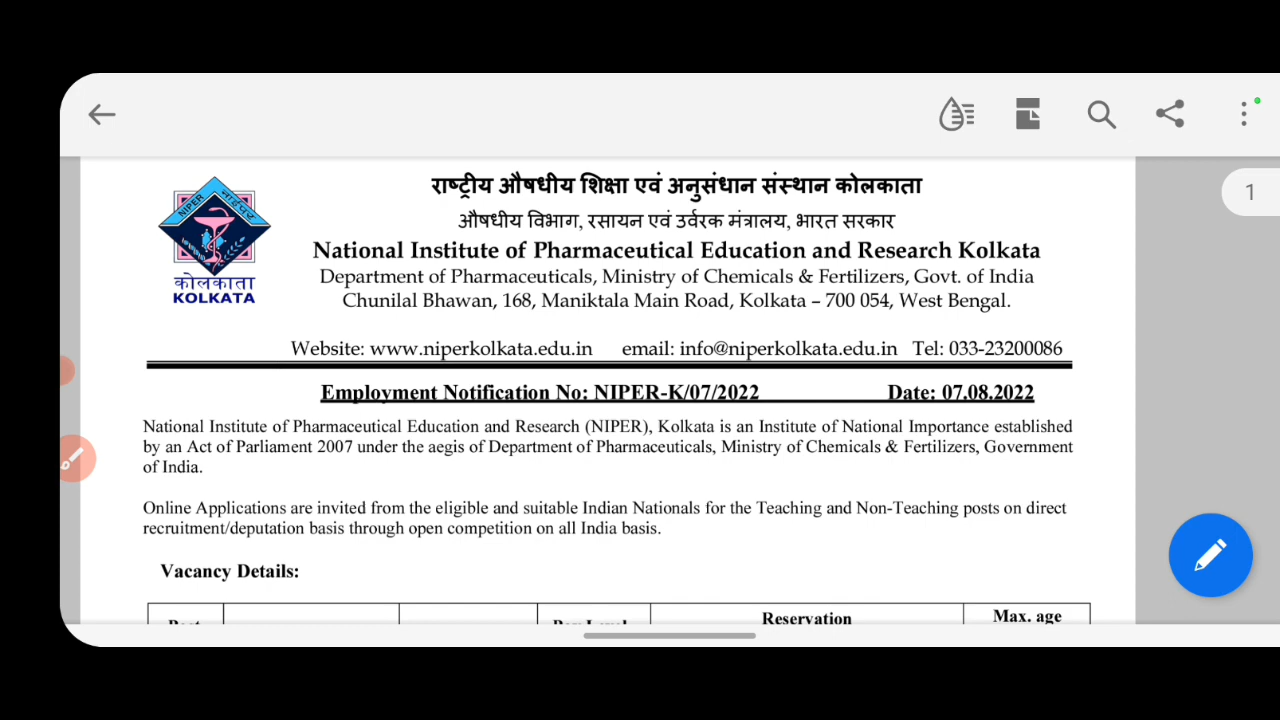 1
राष्ट्रीय औषधीय शिक्षा एवं अनुसंधान संस्थान कोलकाता
औषधीय विभाग, रसायन एवं उर्वरक मंत्रालय, भारत सरकार
National Institute of Pharmaceutical Education and Research Kolkata
Department of Pharmaceuticals, Ministry of Chemicals & Fertilizers, Govt. of India
Chunilal Bhawan, 168, Maniktala Main Road, Kolkata – 700 054, West Bengal.
NIPER नाईपर
कोलकाता
KOLKATA
Website: www.niperkolkata.edu.in email: info@niperkolkata.edu.in Tel: 033-23200086
Employment Notification No: NIPER-K/07/2022 Date: 07.08.2022
National Institute of Pharmaceutical Education and Research (NIPER), Kolkata is an Institute of National Importance established
by an Act of Parliament 2007 under the aegis of Department of Pharmaceuticals, Ministry of Chemicals & Fertilizers, Government
of India.
Online Applications are invited from the eligible and suitable Indian Nationals for the Teaching and Non-Teaching posts on direct
recruitment/deputation basis through open competition on all India basis.
Vacancy Details:
Reservation Max. age